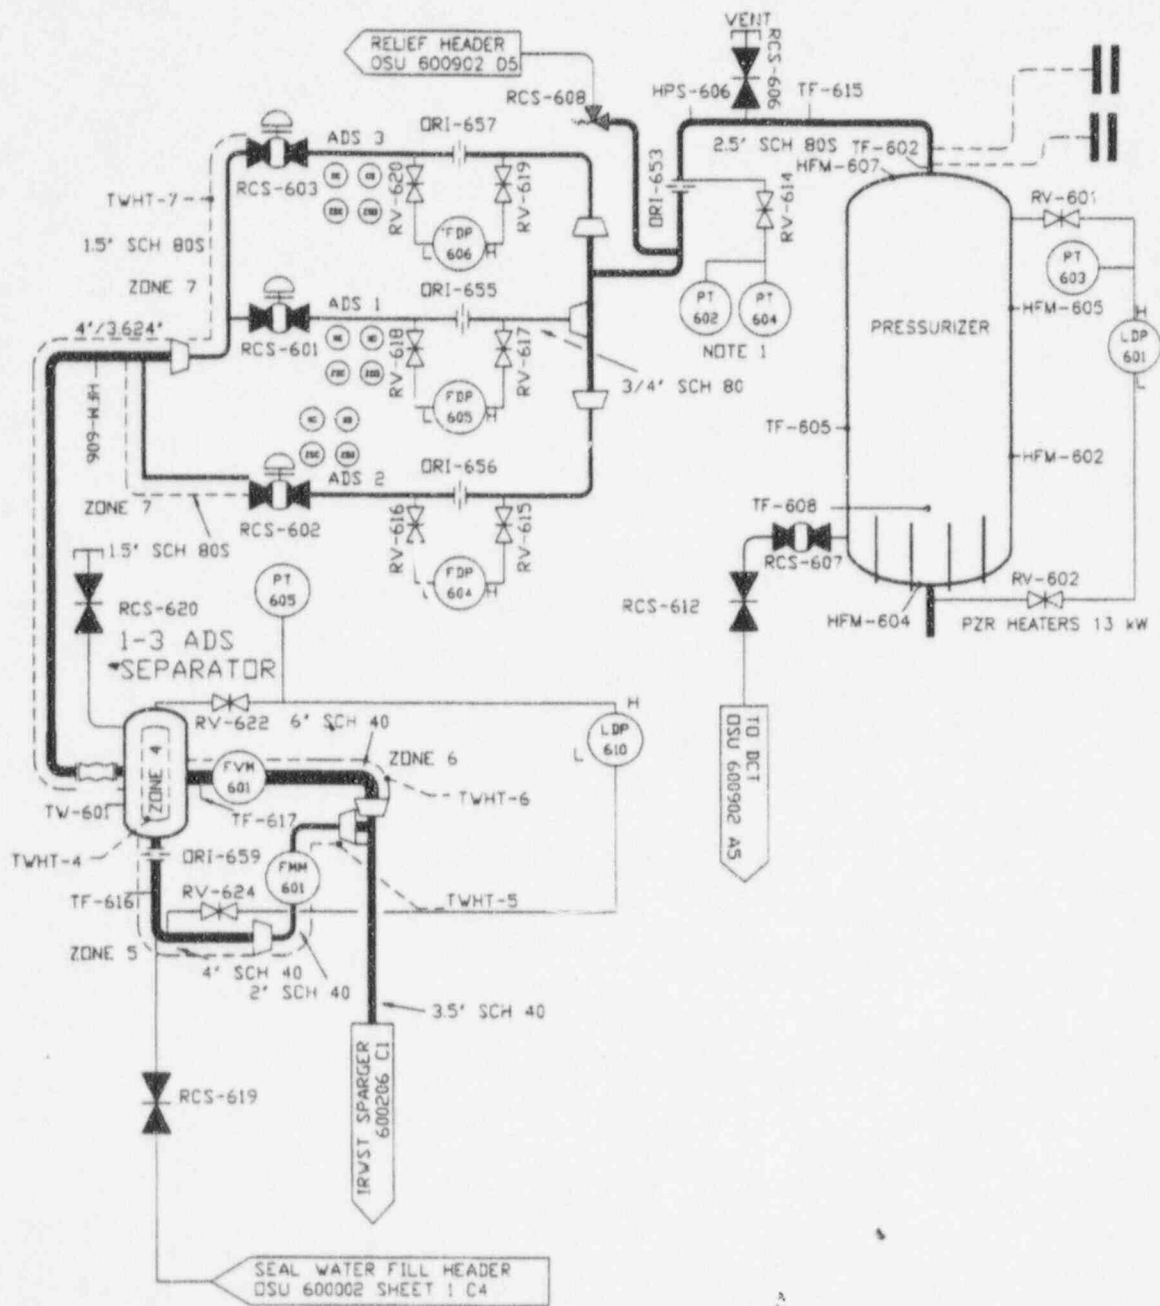 VENT
RCS-606
RELIEF HEADER
OSU 600902 D5
RCS-608
HPS-606
TF-615
2.5" SCH 80S
TF-602
HFM-607
ORI-653
RV-614
PT
602
PT
604
NOTE 1
ADS 3
ORI-657
RCS-603
RV-620
RV-619
FDP
606
L
H
TWHT-7
1.5" SCH 80S
ZONE 7
4"/3.624"
HFM-609
ADS 1
ORI-655
RCS-601
RV-618
RV-617
FDP
605
L
H
3/4" SCH 80
ADS 2
ORI-656
RCS-602
RV-616
RV-615
FDP
604
L
H
ZONE 7
1.5" SCH 80S
RV-601
PT
603
HFM-605
H
LDP
601
L
PRESSURIZER
TF-605
HFM-602
TF-608
RCS-607
RV-602
HFM-604
PZR HEATERS 13 kW
RCS-612
TO DCT
OSU 600902 A5
RCS-620
PT
605
1-3 ADS
SEPARATOR
RV-622
6" SCH 40
H
LDP
610
L
ZONE 4
FVM
601
ZONE 6
TWHT-6
TW-601
TF-617
TWHT-4
ORI-659
FMM
601
TF-616
RV-624
TWHT-5
ZONE 5
4" SCH 40
2" SCH 40
3.5" SCH 40
RCS-619
IRWST SPARGER
600206 C1
SEAL WATER FILL HEADER
OSU 600002 SHEET 1 C4